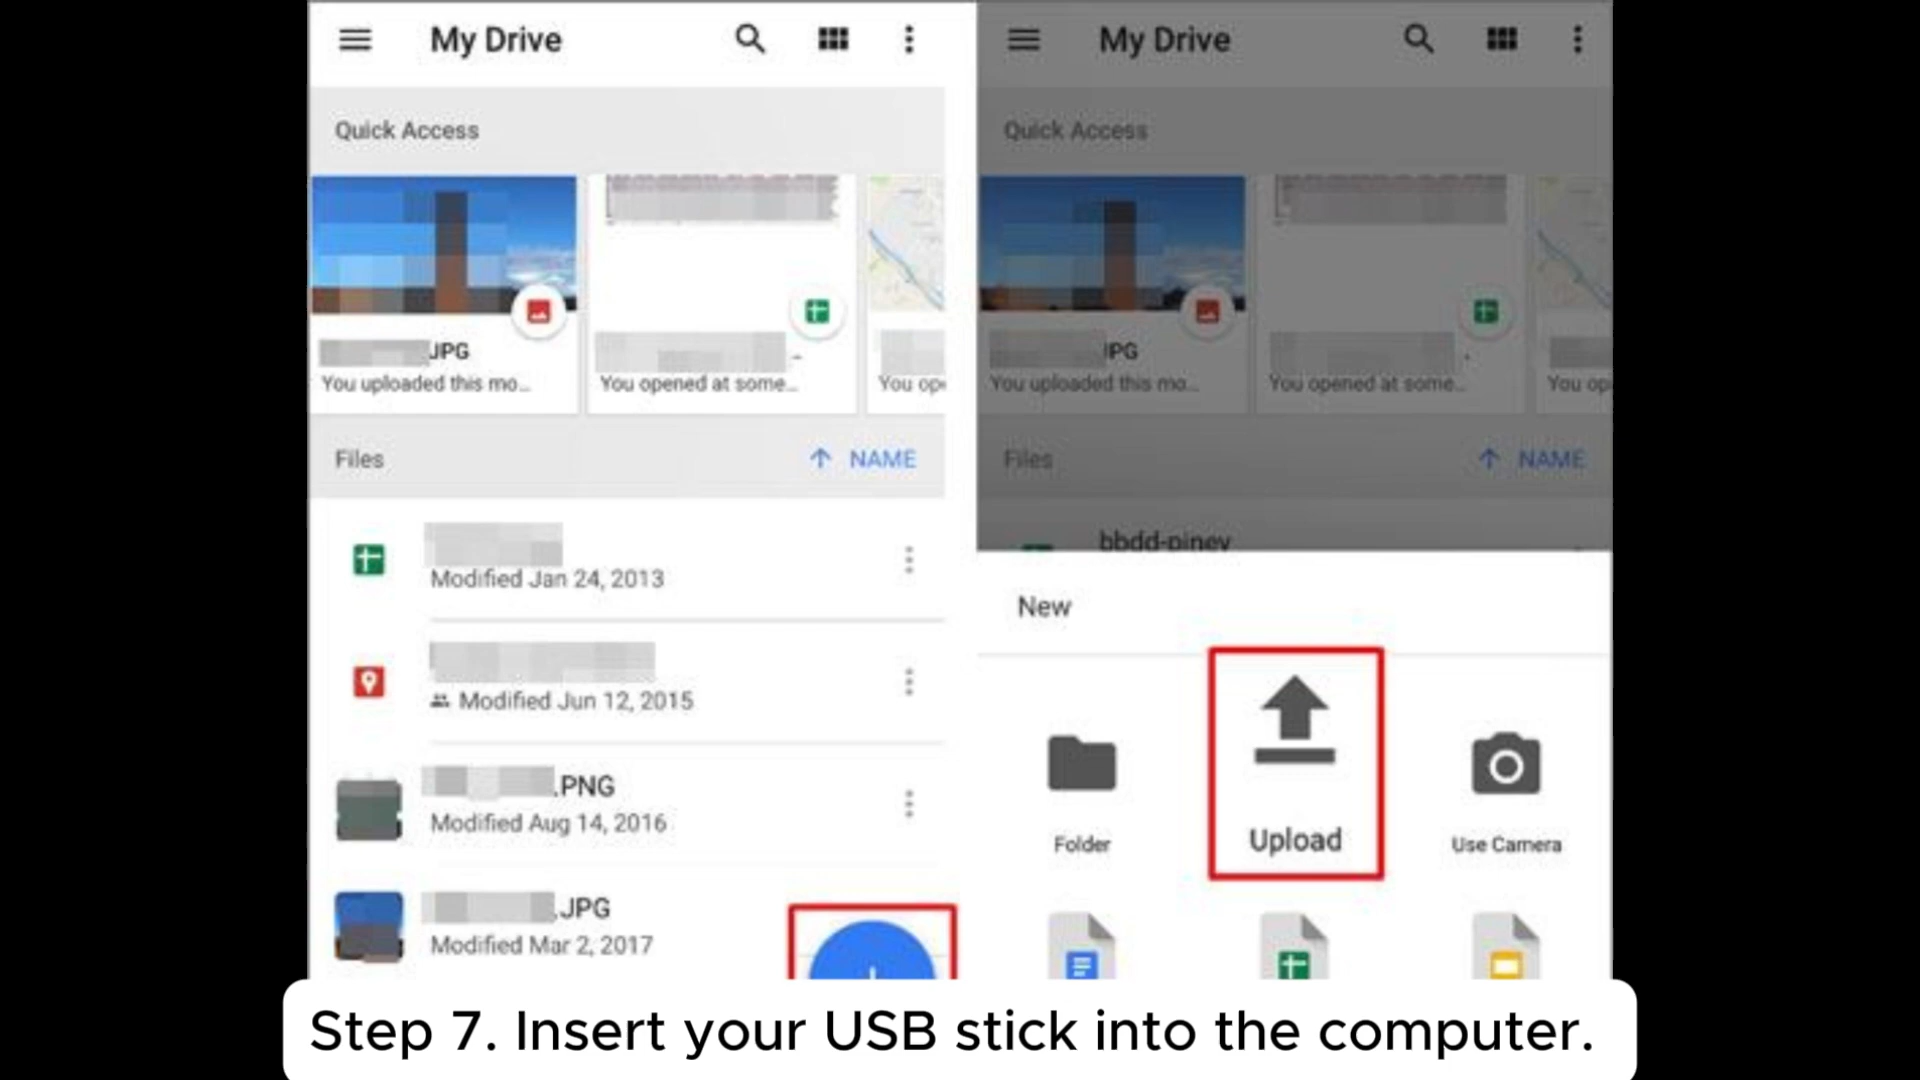 My Drive
Quick Access
JPG
You uploaded this mo...
You opened at some...
You op
Files
NAME
Modified Jan 24, 2013
Modified Jun 12, 2015
.PNG
Modified Aug 14, 2016
.JPG
Modified Mar 2, 2017
My Drive
Quick Access
JPG
You uploaded this mo...
You opened at some...
You op
Files
NAME
bbdd-piney
New
Folder
Upload
Use Camera
Step 7. Insert your USB stick into the computer.